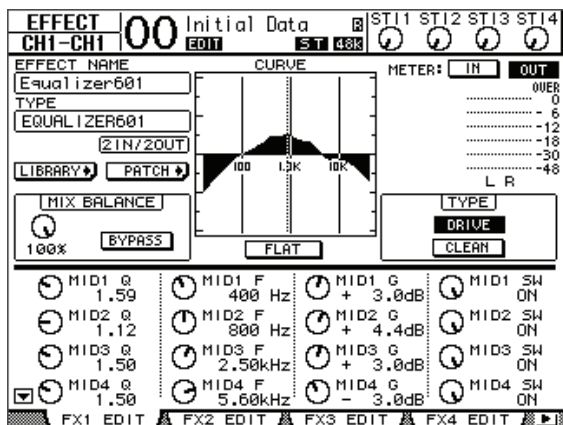 EFFECT 00 Initial Data R ST11 ST12 ST13 ST14
CH1-CH1 EDIT ST 48K
EFFECT NAME CURVE METER: IN OUT
Equalizer601 OVER
TYPE 0
EQUALIZER601 - 6
2IN/2OUT -12
-18
LIBRARY PATCH 100 1.0K 10K -30
-48
L R
MIX BALANCE TYPE
100% BYPASS DRIVE
FLAT CLEAN
MID1 Q 1.59 MID1 F 400 Hz MID1 G + 3.0dB MID1 SW ON
MID2 Q 1.12 MID2 F 800 Hz MID2 G + 4.4dB MID2 SW ON
MID3 Q 1.50 MID3 F 2.50kHz MID3 G + 3.0dB MID3 SW ON
MID4 Q 1.50 MID4 F 5.60kHz MID4 G - 3.0dB MID4 SW ON
FX1 EDIT FX2 EDIT FX3 EDIT FX4 EDIT